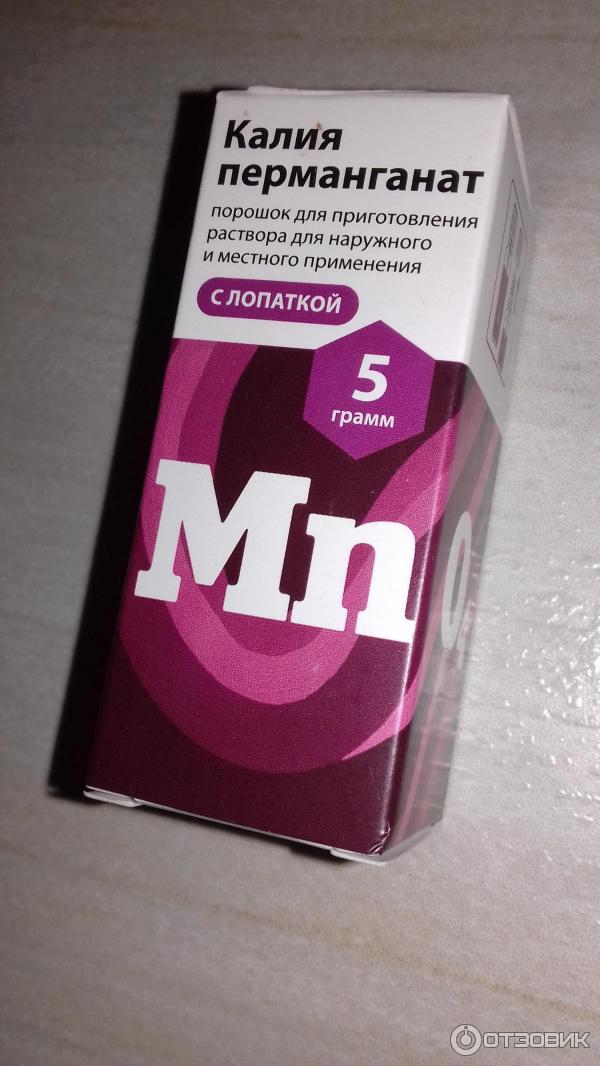 Калия
перманганат
порошок для приготовления
раствора для наружного
и местного применения
С ЛОПАТКОЙ
5
грамм
Mn
O
ОТЗОВИК